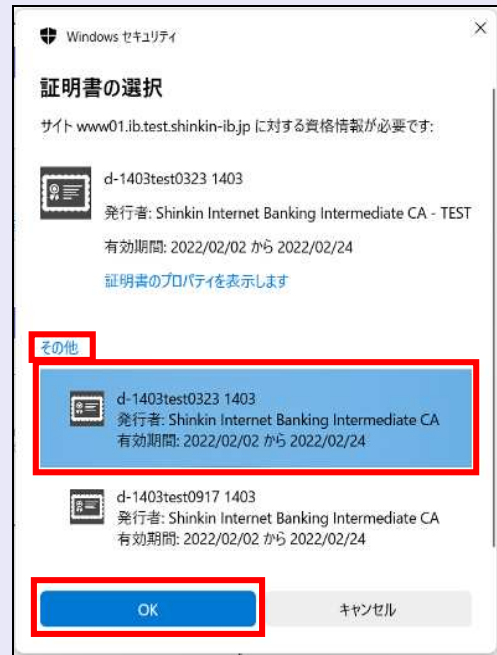 Windows セキュリティ
証明書の選択
サイト www01.ib.test.shinkin-ib.jp に対する資格情報が必要です:
d-1403test0323 1403
発行者: Shinkin Internet Banking Intermediate CA - TEST
有効期間: 2022/02/02 から 2022/02/24
証明書のプロパティを表示します
その他
d-1403test0323 1403
発行者: Shinkin Internet Banking Intermediate CA
有効期間: 2022/02/02 から 2022/02/24
d-1403test0917 1403
発行者: Shinkin Internet Banking Intermediate CA
有効期間: 2022/02/02 から 2022/02/24
OK
キャンセル